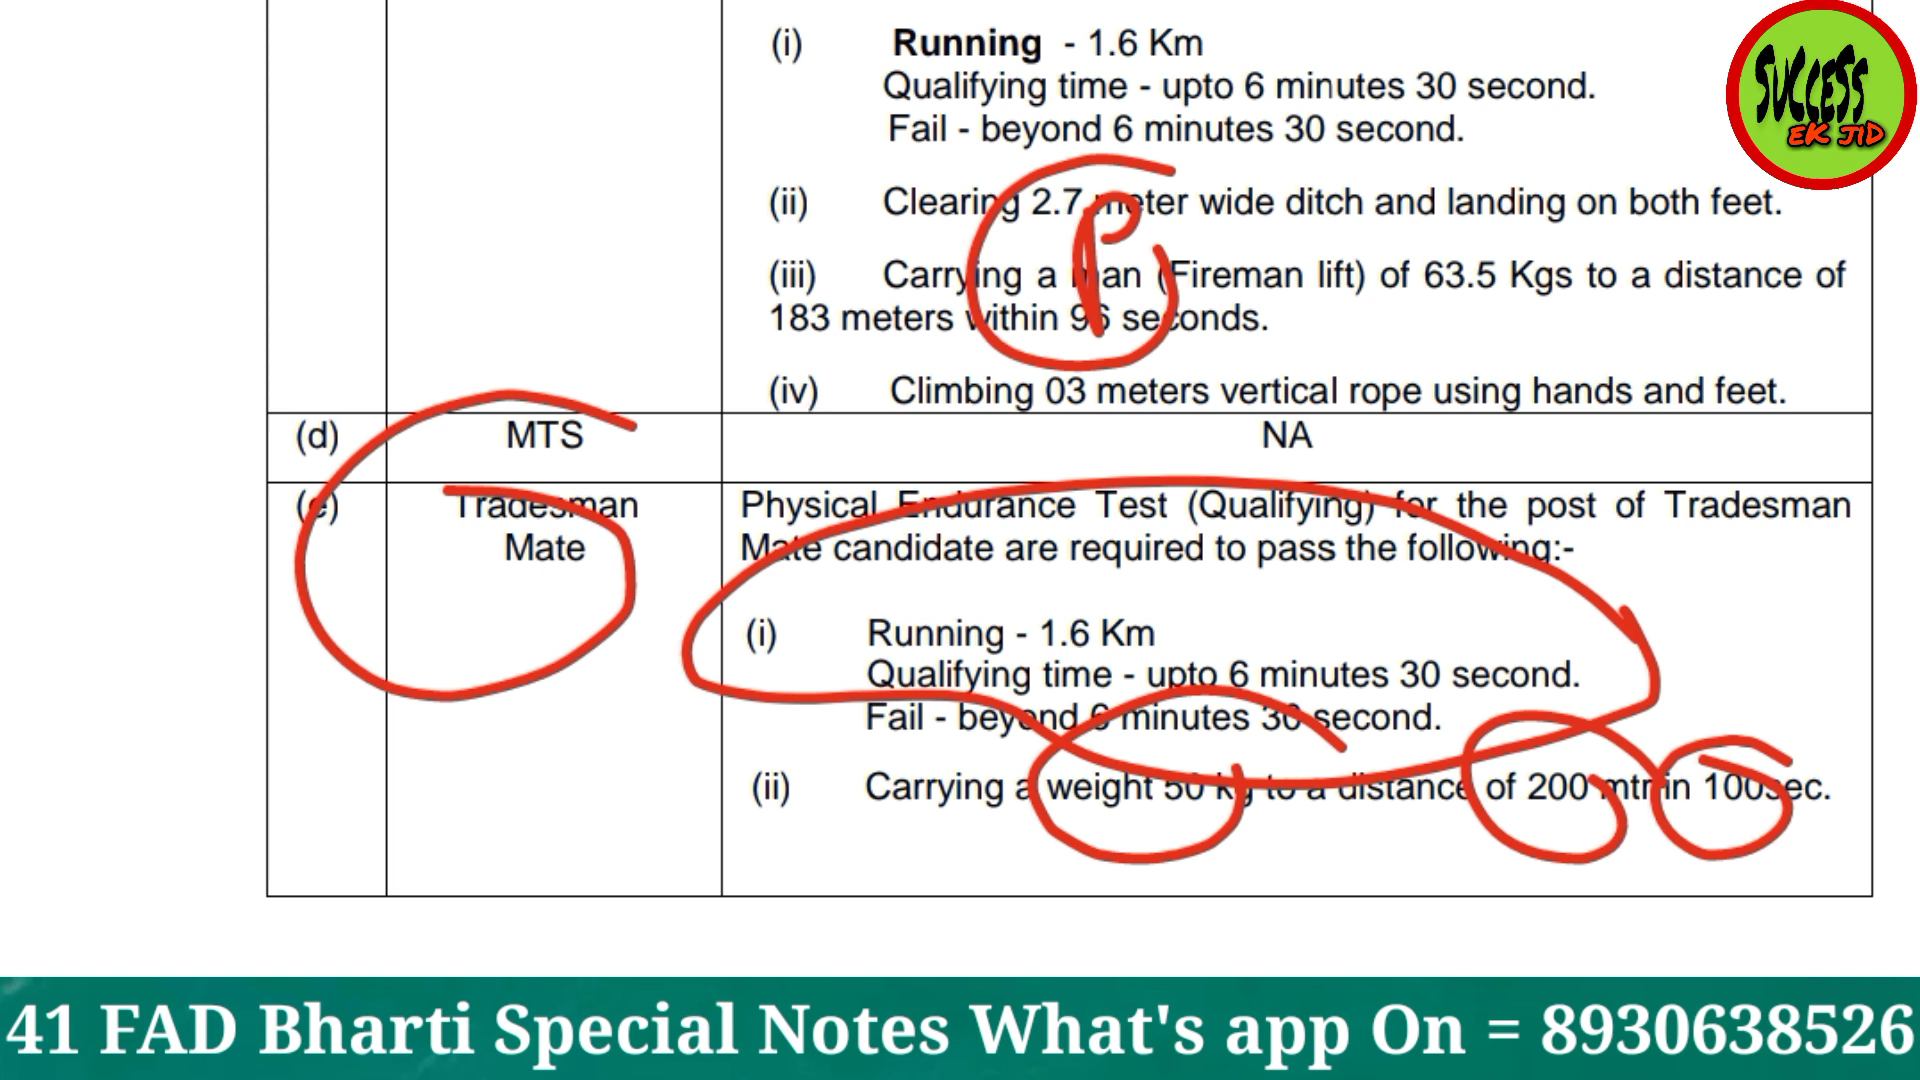 (i) Running - 1.6 Km
Qualifying time - upto 6 minutes 30 second.
Fail - beyond 6 minutes 30 second.
SUCCESS
EK JID
(ii) Clearing 2.7 meter wide ditch and landing on both feet.
P
(iii) Carrying a man (Fireman lift) of 63.5 Kgs to a distance of
183 meters within 96 seconds.
(iv) Climbing 03 meters vertical rope using hands and feet.
(d) MTS NA
(e) Tradesman Physical Endurance Test (Qualifying) for the post of Tradesman
Mate Mate candidate are required to pass the following:-
(i) Running - 1.6 Km
Qualifying time - upto 6 minutes 30 second.
Fail - beyond 6 minutes 30 second.
(ii) Carrying a weight 50 kg to a distance of 200 mtr in 100sec.
41 FAD Bharti Special Notes What's app On = 8930638526